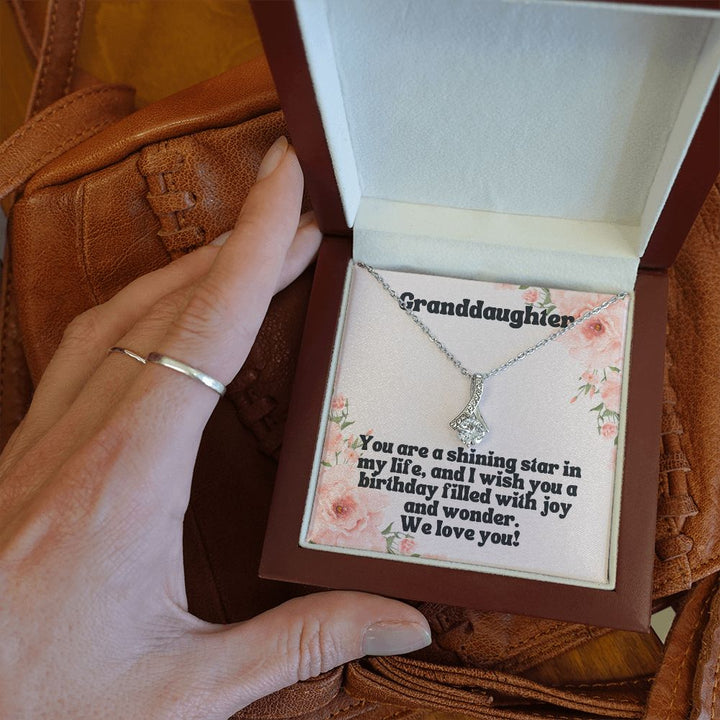 Granddaughter
You are a shining star in
my life, and I wish you a
birthday filled with joy
and wonder.
We love you!